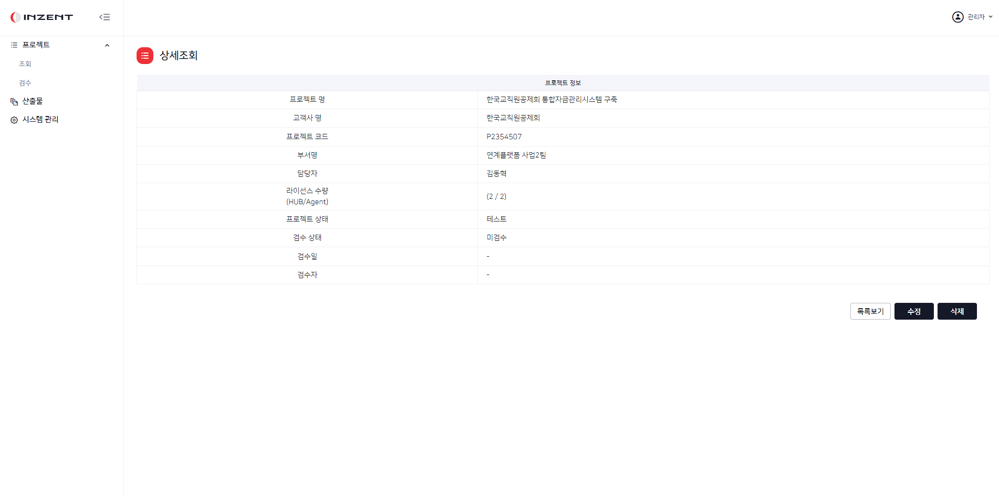 INZENT
관리자
프로젝트
조회
검수
산출물
시스템 관리
상세조회
프로젝트 정보
프로젝트 명 한국교직원공제회 통합자금관리시스템 구축
고객사 명 한국교직원공제회
프로젝트 코드 P2354507
부서명 연계플랫폼 사업2팀
담당자 김동혁
라이선스 수량
(HUB/Agent) (2 / 2)
프로젝트 상태 테스트
검수 상태 미검수
검수일 -
검수자 -
목록보기 수정 삭제